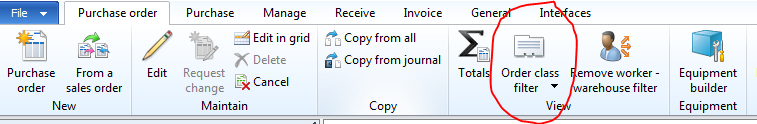 File Purchase order Purchase Manage Receive Invoice General Interfaces
Purchase order
From a sales order
New
Edit
Request change
Edit in grid
Delete
Cancel
Maintain
Copy from all
Copy from journal
Copy
Totals
Order class filter
Remove worker - warehouse filter
View
Equipment builder
Equipment